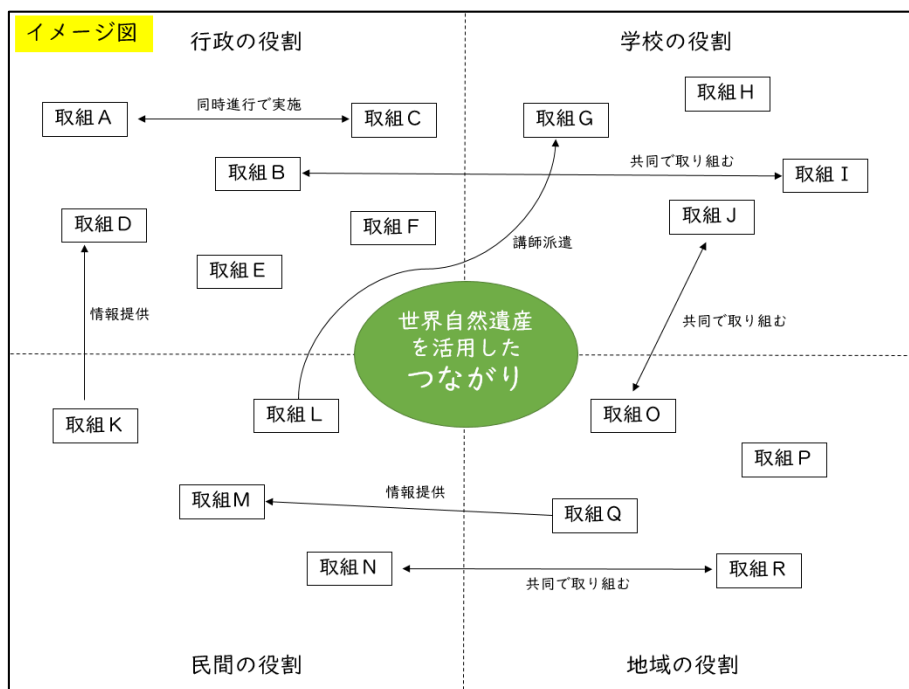 イメージ図
行政の役割
学校の役割
取組A
同時進行で実施
取組C
取組G
取組H
取組B
共同で取り組む
取組I
取組D
取組F
取組J
講師派遣
取組E
情報提供
世界自然遺産
を活用した
つながり
共同で取り組む
取組K
取組L
取組O
取組P
取組M
情報提供
取組Q
取組N
共同で取り組む
取組R
民間の役割
地域の役割